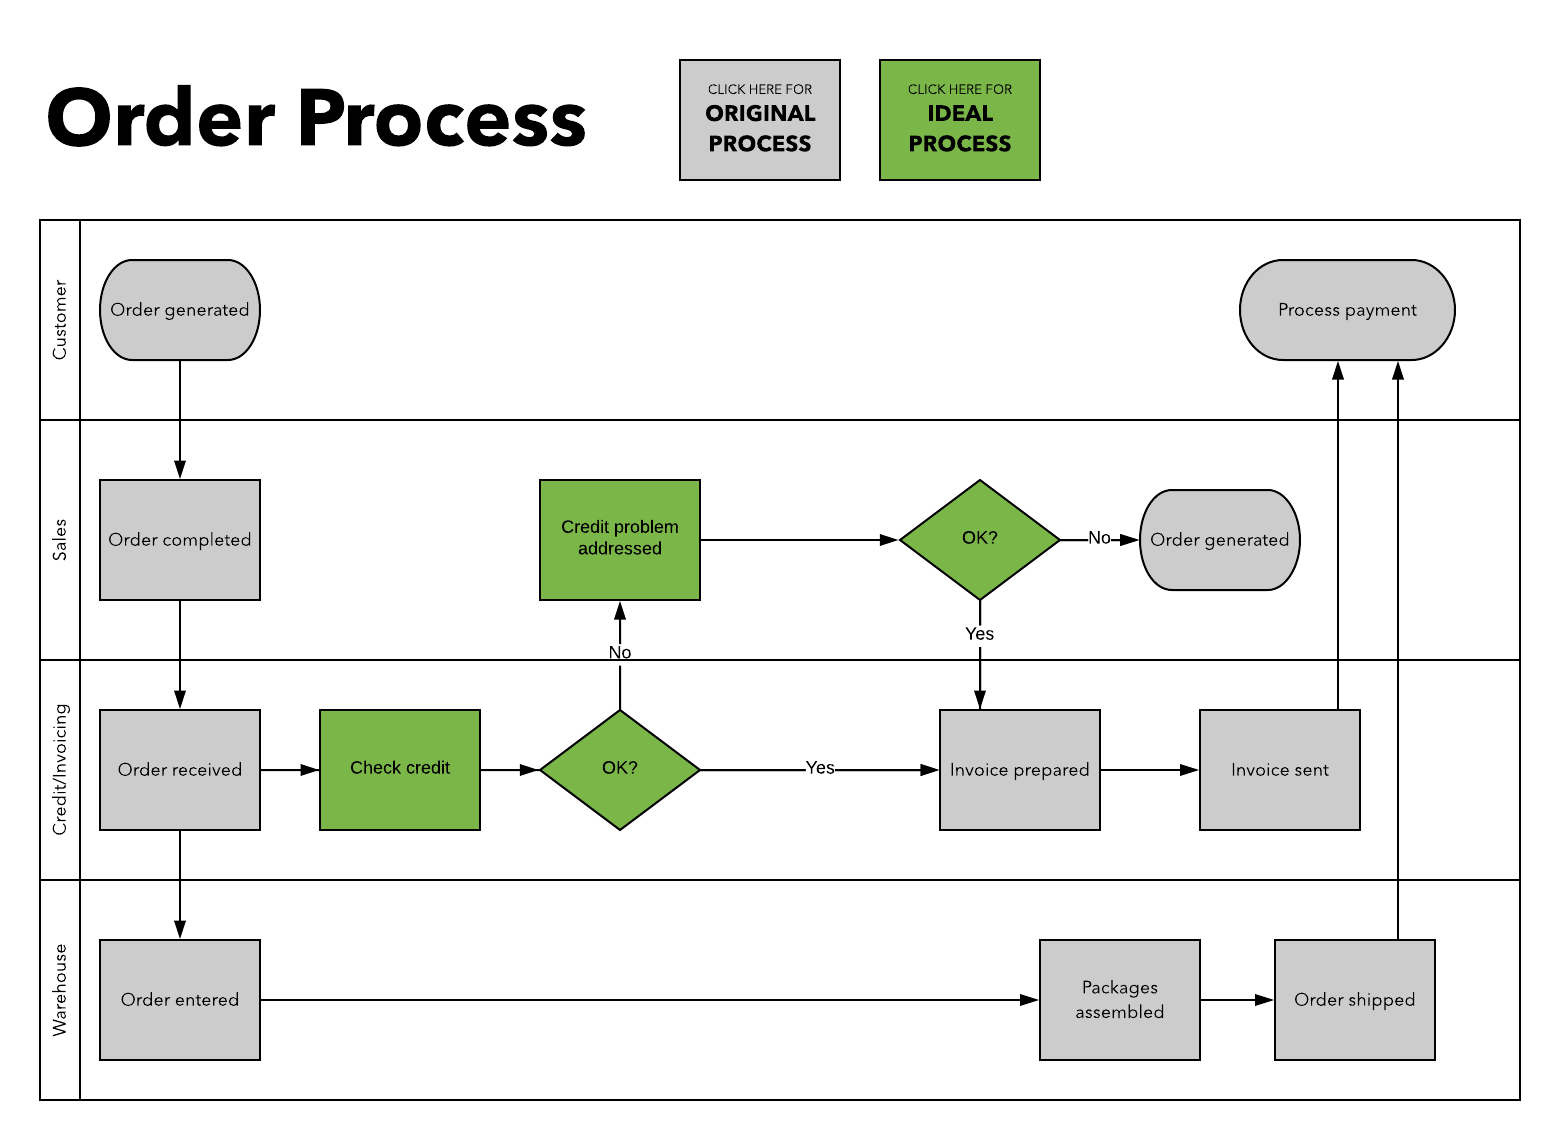 Order Process
CLICK HERE FOR
ORIGINAL
PROCESS
CLICK HERE FOR
IDEAL
PROCESS
Customer
Order generated
Process payment
Sales
Order completed
Credit problem
addressed
OK?
No
Order generated
Yes
No
Credit/Invoicing
Order received
Check credit
OK?
Yes
Invoice prepared
Invoice sent
Warehouse
Order entered
Packages
assembled
Order shipped